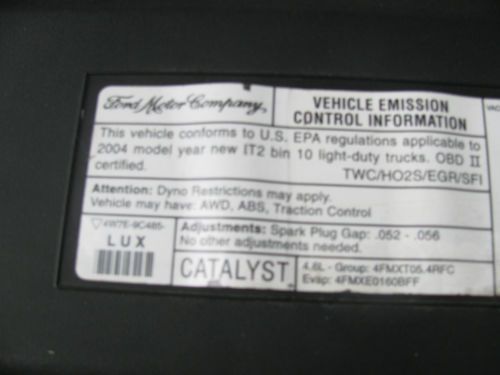 Ford Motor Company,
VEHICLE EMISSION
CONTROL INFORMATION
VAC
This vehicle conforms to U.S. EPA regulations applicable to
2004 model year new IT2 bin 10 light-duty trucks. OBD II
certified.
TWC/HO2S/EGR/SFI
Attention: Dyno Restrictions may apply.
Vehicle may have: AWD, ABS, Traction Control
4W7E-9C485-
LUX
Adjustments: Spark Plug Gap: .052 - .056
No other adjustments needed.
CATALYST
4.6L - Group: 4FMXT05.4RFC
Evap: 4FMXE0160BFF